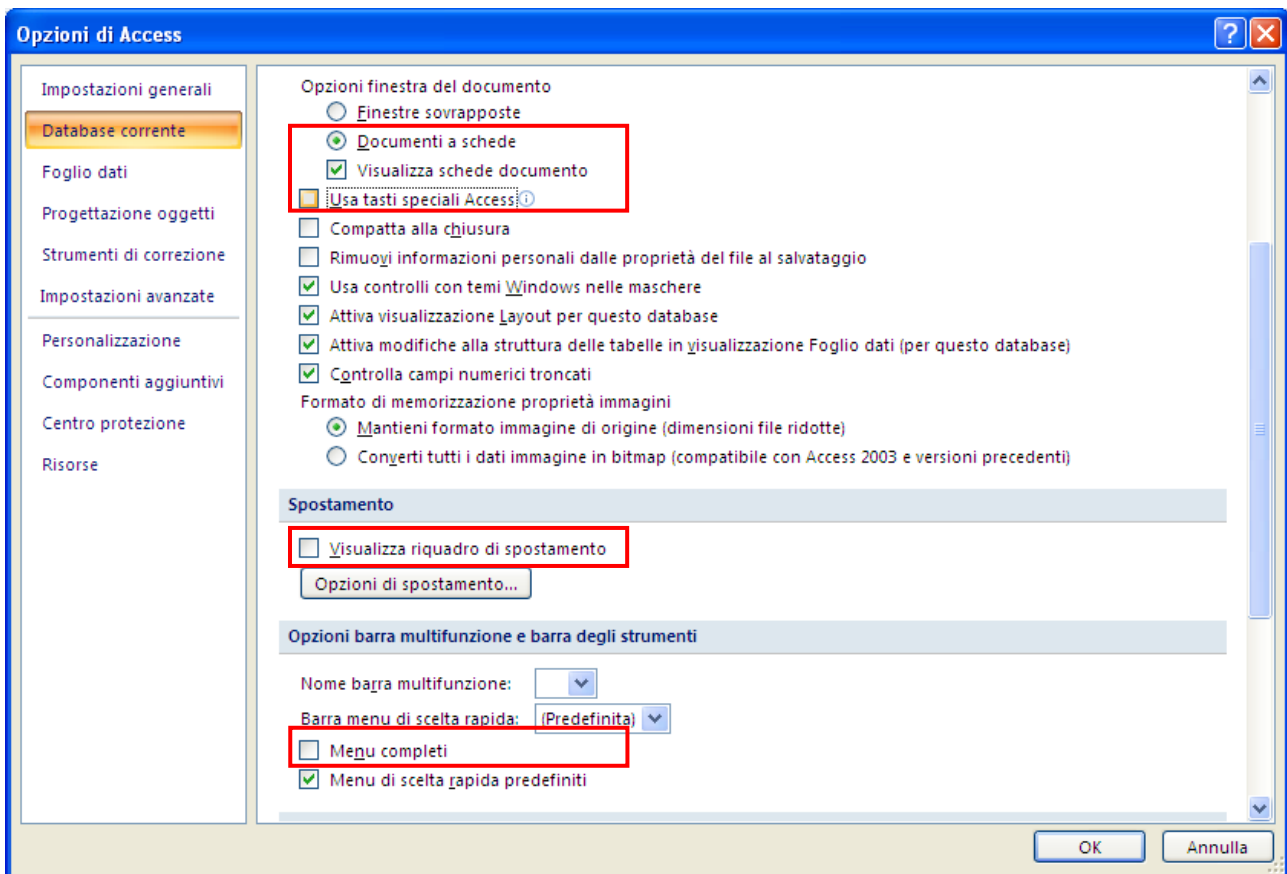 Opzioni di Access
Impostazioni generali
Database corrente
Foglio dati
Progettazione oggetti
Strumenti di correzione
Impostazioni avanzate
Personalizzazione
Componenti aggiuntivi
Centro protezione
Risorse
Opzioni finestra del documento
Finestre sovrapposte
Documenti a schede
Visualizza schede documento
Usa tasti speciali Access
Compatta alla chiusura
Rimuovi informazioni personali dalle proprietà del file al salvataggio
Usa controlli con temi Windows nelle maschere
Attiva visualizzazione Layout per questo database
Attiva modifiche alla struttura delle tabelle in visualizzazione Foglio dati (per questo database)
Controlla campi numerici troncati
Formato di memorizzazione proprietà immagini
Mantieni formato immagine di origine (dimensioni file ridotte)
Converti tutti i dati immagine in bitmap (compatibile con Access 2003 e versioni precedenti)
Spostamento
Visualizza riquadro di spostamento
Opzioni di spostamento...
Opzioni barra multifunzione e barra degli strumenti
Nome barra multifunzione:
Barra menu di scelta rapida: (Predefinita)
Menu completi
Menu di scelta rapida predefiniti
OK Annulla